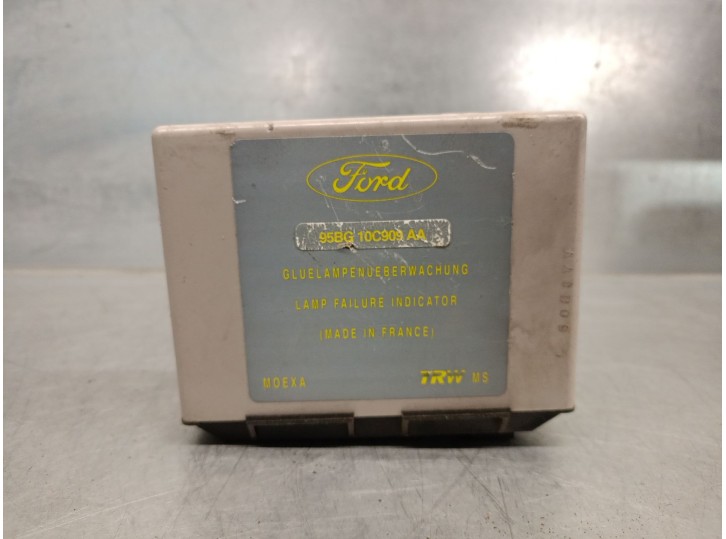 Ford
95BG 10C909 AA
GLUELAMPENUEBERWACHUNG
LAMP FAILURE INDICATOR
(MADE IN FRANCE)
MOEXA TRW MS